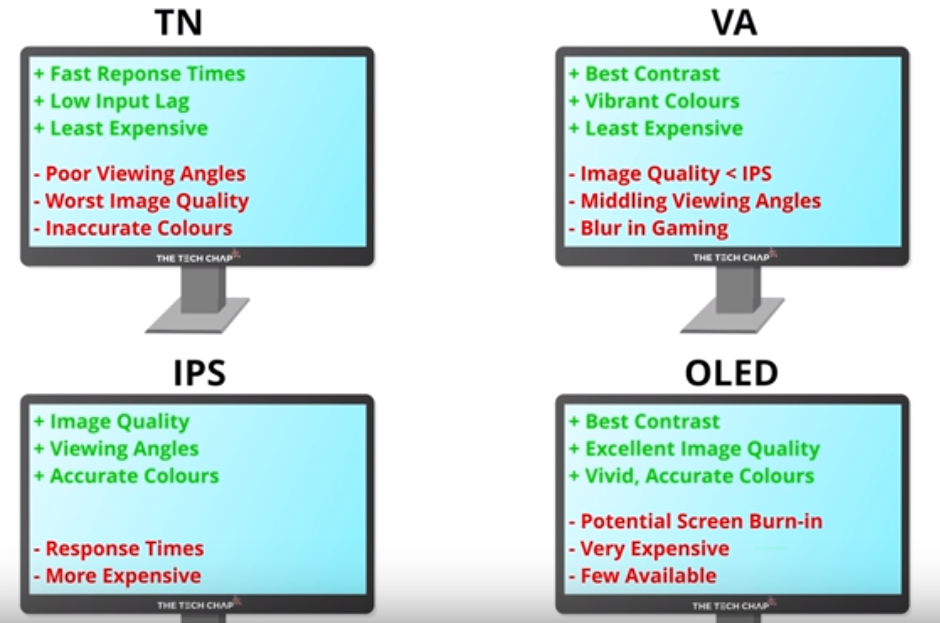 TN
+ Fast Reponse Times
+ Low Input Lag
+ Least Expensive
- Poor Viewing Angles
- Worst Image Quality
- Inaccurate Colours
THE TECH CHAP
VA
+ Best Contrast
+ Vibrant Colours
+ Least Expensive
- Image Quality < IPS
- Middling Viewing Angles
- Blur in Gaming
THE TECH CHAP
IPS
+ Image Quality
+ Viewing Angles
+ Accurate Colours
- Response Times
- More Expensive
THE TECH CHAP
OLED
+ Best Contrast
+ Excellent Image Quality
+ Vivid, Accurate Colours
- Potential Screen Burn-in
- Very Expensive
- Few Available
THE TECH CHAP